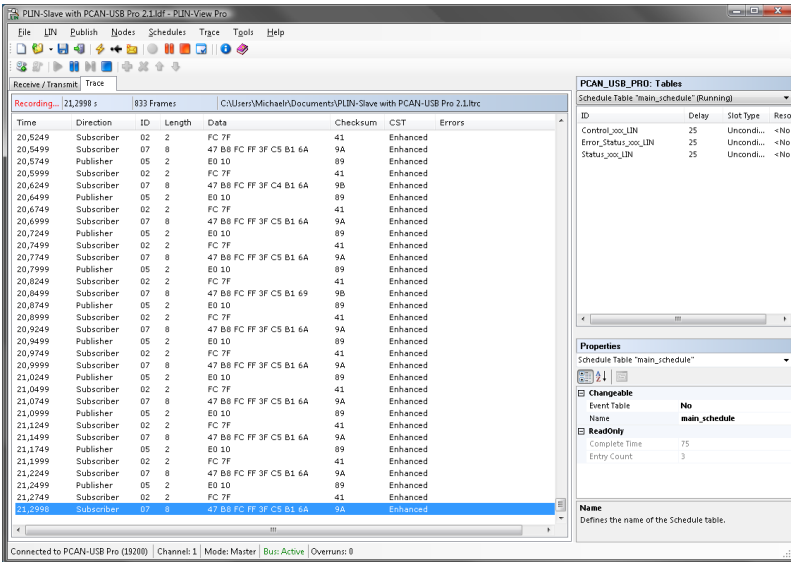 PLIN-Slave with PCAN-USB Pro 2.1.ldf - PLIN-View Pro
File LIN Publish Nodes Schedules Trace Tools Help
Receive / Transmit Trace
Recording... 21,2998 s 833 Frames C:\Users\Michaelr\Documents\PLIN-Slave with PCAN-USB Pro 2.1.ltrc
Time Direction ID Length Data Checksum CST Errors
20,5249 Subscriber 02 2 FC 7F 41 Enhanced
20,5499 Subscriber 07 8 47 B8 FC FF 3F C5 B1 6A 9A Enhanced
20,5749 Publisher 05 2 E0 10 89 Enhanced
20,5999 Subscriber 02 2 FC 7F 41 Enhanced
20,6249 Subscriber 07 8 47 B8 FC FF 3F C4 B1 6A 9B Enhanced
20,6499 Publisher 05 2 E0 10 89 Enhanced
20,6749 Subscriber 02 2 FC 7F 41 Enhanced
20,6999 Subscriber 07 8 47 B8 FC FF 3F C5 B1 6A 9A Enhanced
20,7249 Publisher 05 2 E0 10 89 Enhanced
20,7499 Subscriber 02 2 FC 7F 41 Enhanced
20,7749 Subscriber 07 8 47 B8 FC FF 3F C5 B1 6A 9A Enhanced
20,7999 Publisher 05 2 E0 10 89 Enhanced
20,8249 Subscriber 02 2 FC 7F 41 Enhanced
20,8499 Subscriber 07 8 47 B8 FC FF 3F C5 B1 69 9B Enhanced
20,8749 Publisher 05 2 E0 10 89 Enhanced
20,8999 Subscriber 02 2 FC 7F 41 Enhanced
20,9249 Subscriber 07 8 47 B8 FC FF 3F C5 B1 6A 9A Enhanced
20,9499 Publisher 05 2 E0 10 89 Enhanced
20,9749 Subscriber 02 2 FC 7F 41 Enhanced
20,9999 Subscriber 07 8 47 B8 FC FF 3F C5 B1 6A 9A Enhanced
21,0249 Publisher 05 2 E0 10 89 Enhanced
21,0499 Subscriber 02 2 FC 7F 41 Enhanced
21,0749 Subscriber 07 8 47 B8 FC FF 3F C5 B1 6A 9A Enhanced
21,0999 Publisher 05 2 E0 10 89 Enhanced
21,1249 Subscriber 02 2 FC 7F 41 Enhanced
21,1499 Subscriber 07 8 47 B8 FC FF 3F C5 B1 6A 9A Enhanced
21,1749 Publisher 05 2 E0 10 89 Enhanced
21,1999 Subscriber 02 2 FC 7F 41 Enhanced
21,2249 Subscriber 07 8 47 B8 FC FF 3F C5 B1 6A 9A Enhanced
21,2499 Publisher 05 2 E0 10 89 Enhanced
21,2749 Subscriber 02 2 FC 7F 41 Enhanced
21,2998 Subscriber 07 8 47 B8 FC FF 3F C5 B1 6A 9A Enhanced
PCAN_USB_PRO: Tables
Schedule Table "main_schedule" (Running)
ID Delay Slot Type Reso
Control_xxx_LIN 25 Uncondi... <No
Error_Status_xxx_LIN 25 Uncondi... <No
Status_xxx_LIN 25 Uncondi... <No
Properties
Schedule Table "main_schedule"
Changeable
Event Table No
Name main_schedule
ReadOnly
Complete Time 75
Entry Count 3
Name
Defines the name of the Schedule table.
Connected to PCAN-USB Pro (19200) Channel: 1 Mode: Master Bus: Active Overruns: 0